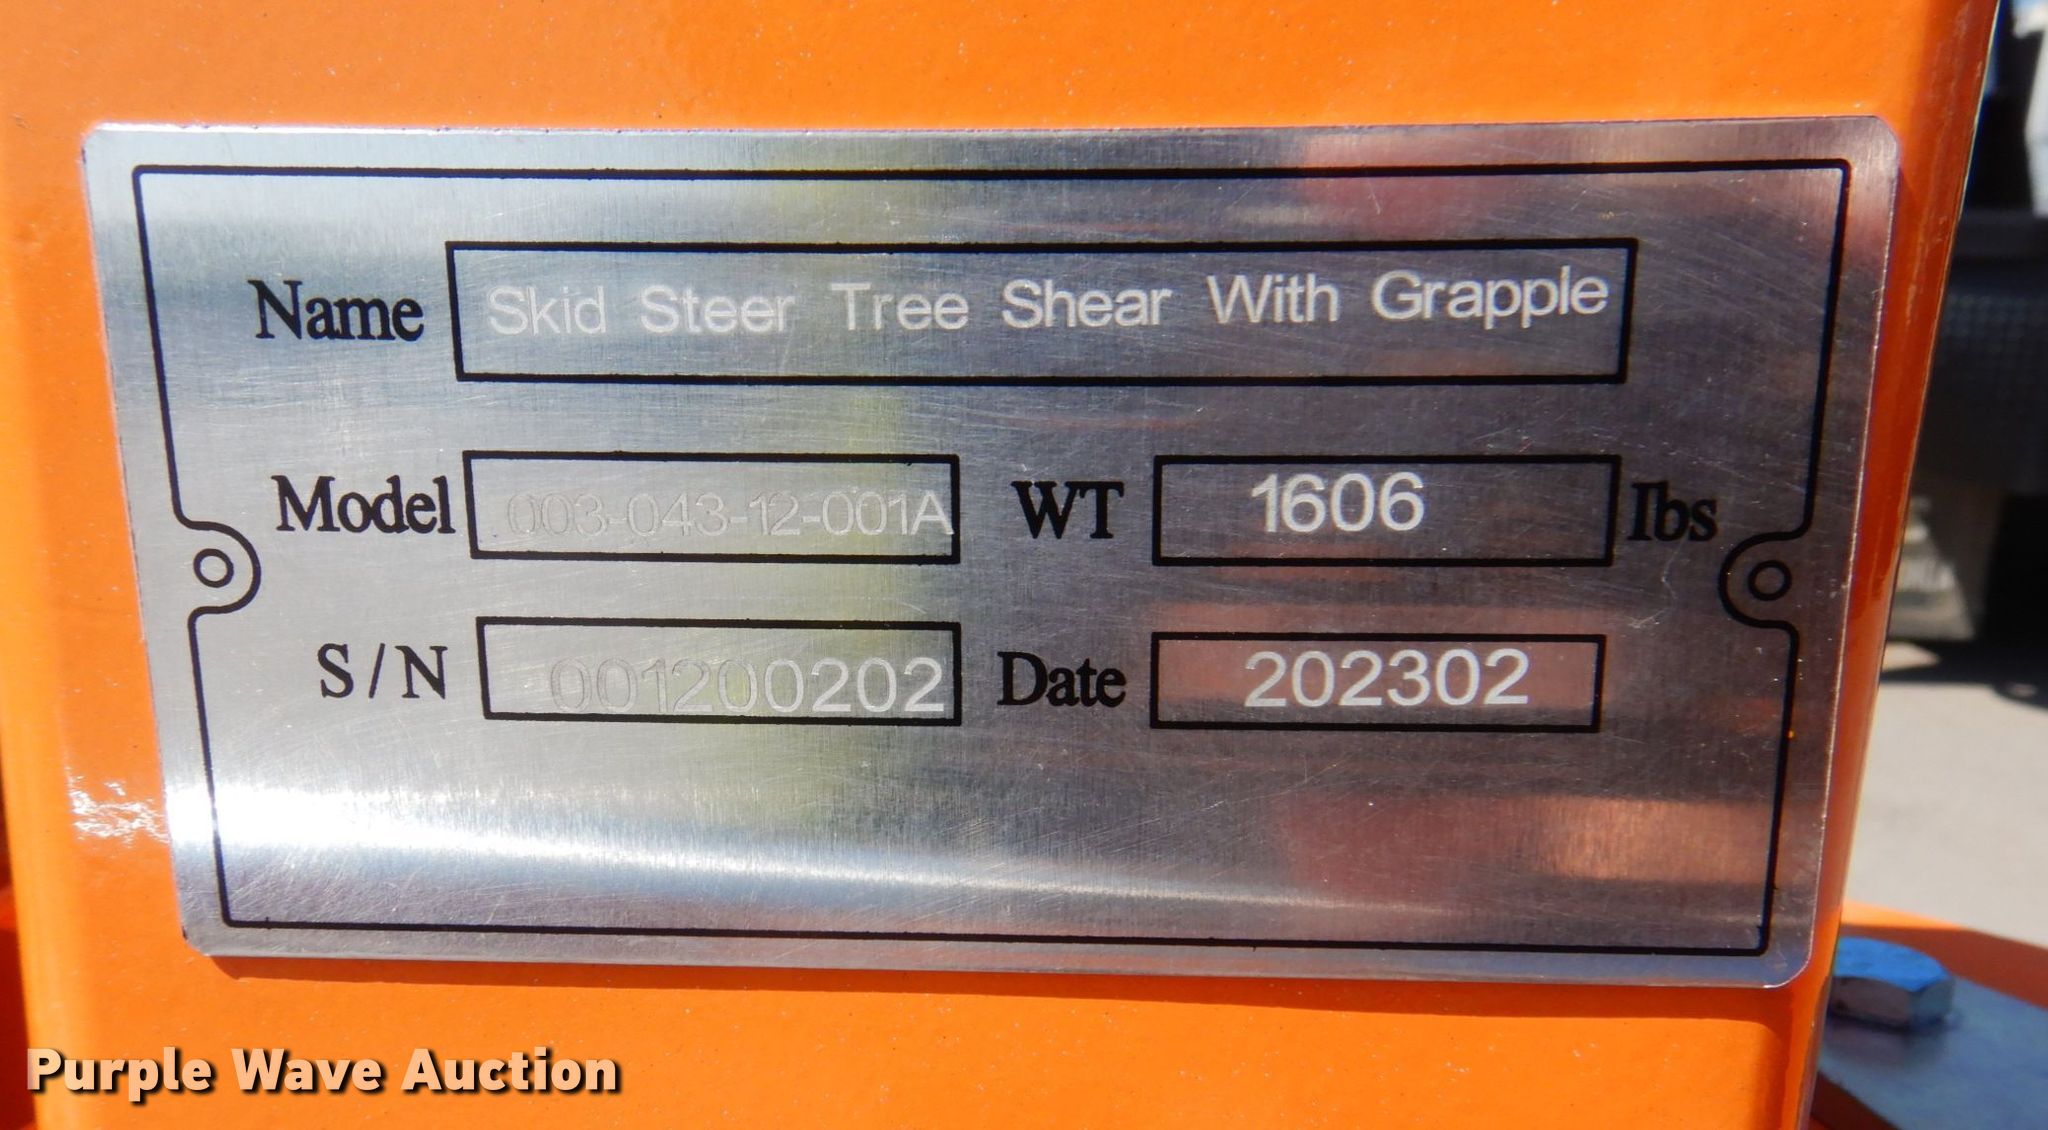 Name Skid Steer Tree Shear With Grapple
Model 003-043-12-001A WT 1606 lbs
S/N 001200202 Date 202302
Purple Wave Auction